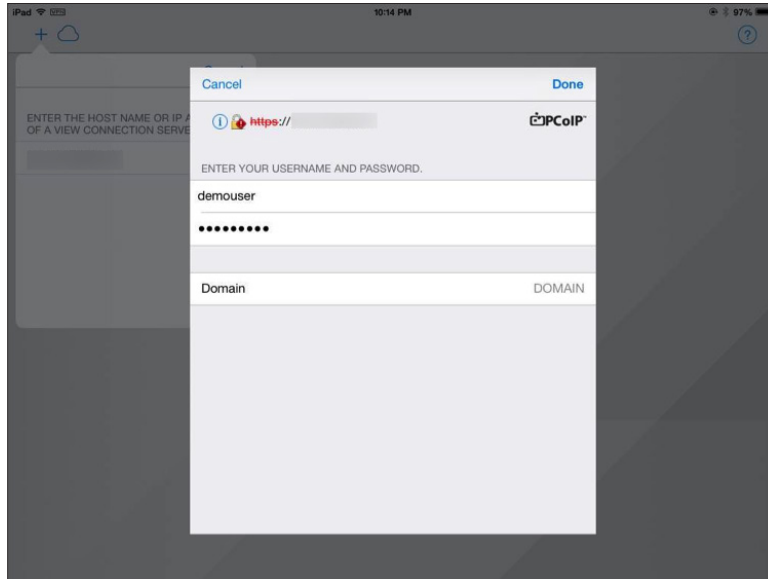 iPad VPN 10:14 PM 97%
Cancel Done
ENTER THE HOST NAME OR IP A
OF A VIEW CONNECTION SERVE
https:// PCoIP
ENTER YOUR USERNAME AND PASSWORD.
demouser
•••••••••
Domain DOMAIN